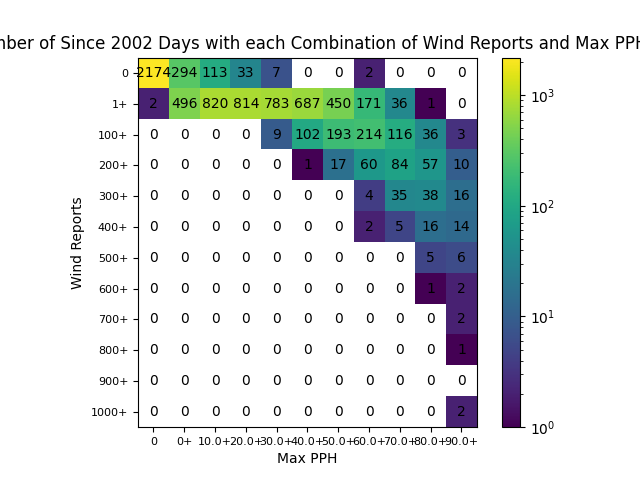 ber of Since 2002 Days with each Combination of Wind Reports and Max PPH
0 2174 294 113 33 7 0 0 2 0 0 0
1+ 2 496 820 814 783 687 450 171 36 1 0
100+ 0 0 0 0 9 102 193 214 116 36 3
200+ 0 0 0 0 0 1 17 60 84 57 10
300+ 0 0 0 0 0 0 0 4 35 38 16
400+ 0 0 0 0 0 0 0 2 5 16 14
500+ 0 0 0 0 0 0 0 0 0 5 6
600+ 0 0 0 0 0 0 0 0 0 1 2
700+ 0 0 0 0 0 0 0 0 0 0 2
800+ 0 0 0 0 0 0 0 0 0 0 1
900+ 0 0 0 0 0 0 0 0 0 0 0
1000+ 0 0 0 0 0 0 0 0 0 0 2
0 0+ 10.0+ 20.0+ 30.0+ 40.0+ 50.0+ 60.0+ 70.0+ 80.0+ 90.0+
Max PPH
Wind Reports
10³
10²
10¹
10⁰